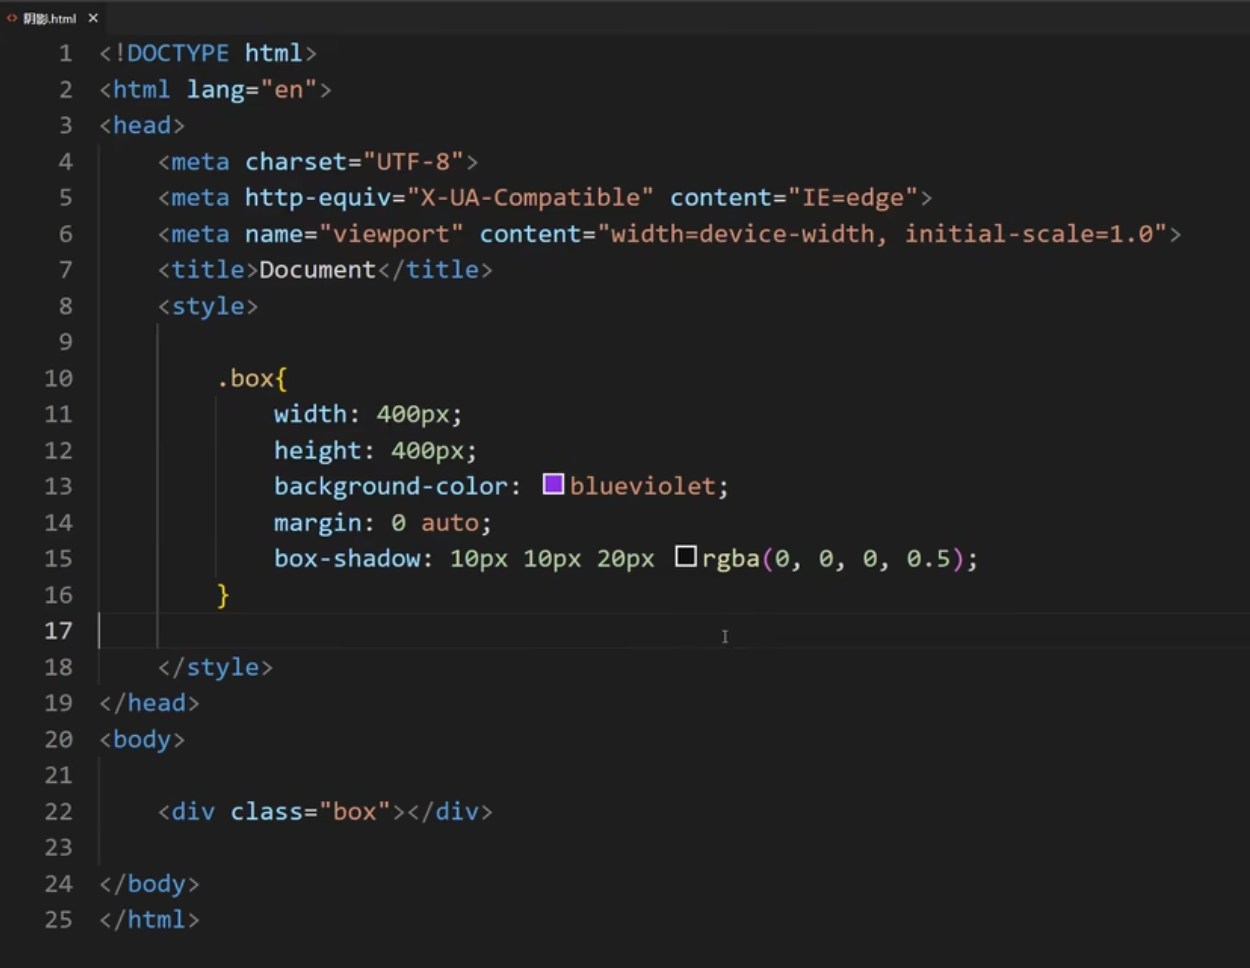 <> 阴影.html ×
1 <!DOCTYPE html>
2 <html lang="en">
3 <head>
4 <meta charset="UTF-8">
5 <meta http-equiv="X-UA-Compatible" content="IE=edge">
6 <meta name="viewport" content="width=device-width, initial-scale=1.0">
7 <title>Document</title>
8 <style>
9
10 .box{
11 width: 400px;
12 height: 400px;
13 background-color: blueviolet;
14 margin: 0 auto;
15 box-shadow: 10px 10px 20px rgba(0, 0, 0, 0.5);
16 }
17
18 </style>
19 </head>
20 <body>
21
22 <div class="box"></div>
23
24 </body>
25 </html>